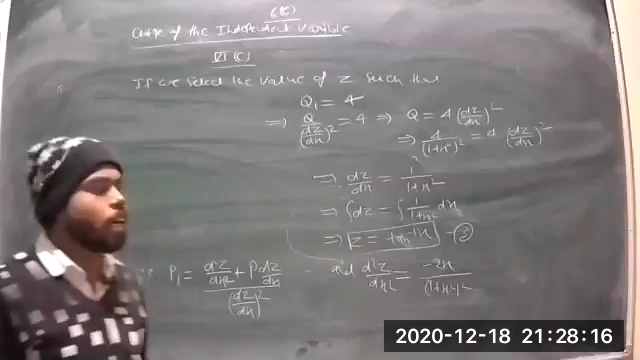 6(C)
of the Independent Variable
VI (C)
If we select the value of z such that
Q₁ = 4
⇒ Q/(dz/dx)² = 4 ⇒ Q = 4 (dz/dx)²
⇒ 4/(1+x²)² = 4 (dz/dx)²
⇒ dz/dx = 1/(1+x²)
⇒ ∫dz = ∫ 1/(1+x²) dx
⇒ z = tan⁻¹x —②
P₁ = (d²z/dx² + P dz/dx)/(dz/dx)² and d²z/dx² = -2x/(1+x²)²
2020-12-18 21:28:16